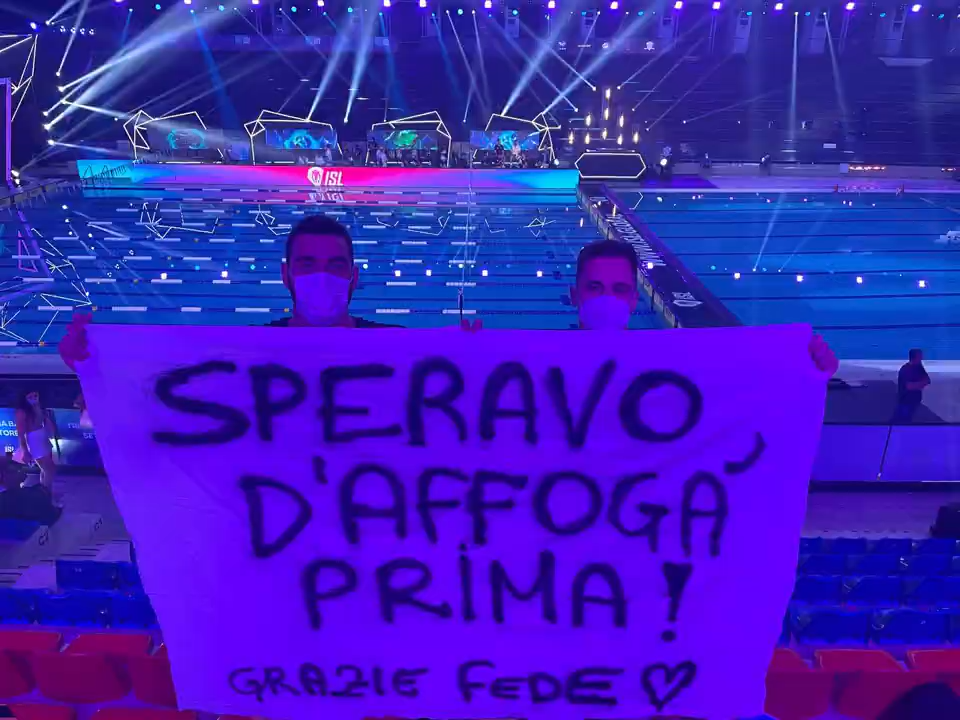 ISL
SPERAVO
D'AFFOGA'
PRIMA!
GRAZIE FEDE ♡